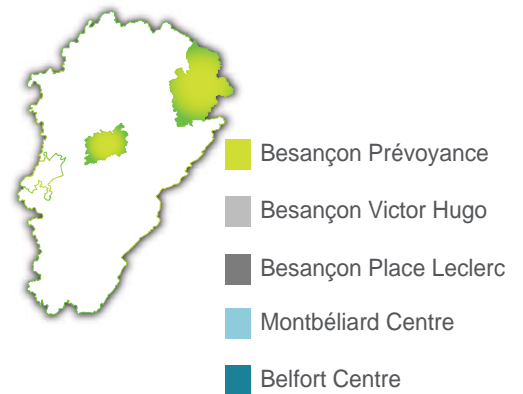 Besançon Prévoyance
Besançon Victor Hugo
Besançon Place Leclerc
Montbéliard Centre
Belfort Centre